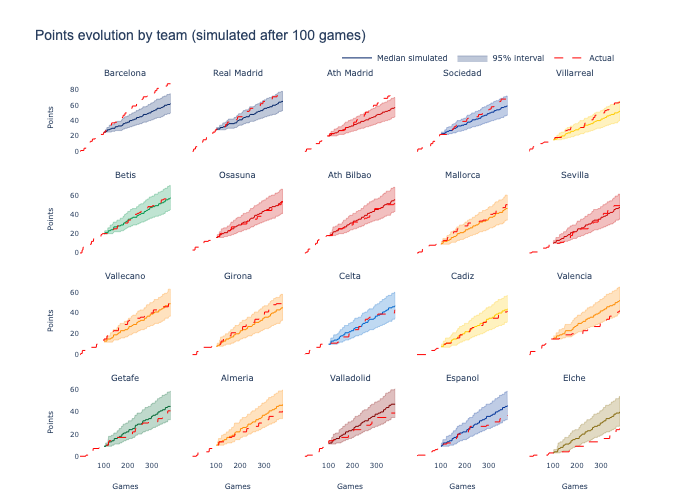 Points evolution by team (simulated after 100 games)
Median simulated 95% interval Actual
Barcelona Real Madrid Ath Madrid Sociedad Villarreal
80
60
40
20
0
Points
Betis Osasuna Ath Bilbao Mallorca Sevilla
60
40
20
0
Points
Vallecano Girona Celta Cadiz Valencia
60
40
20
0
Points
Getafe Almeria Valladolid Espanol Elche
60
40
20
0
Points
100 200 300 100 200 300 100 200 300 100 200 300 100 200 300
Games Games Games Games Games